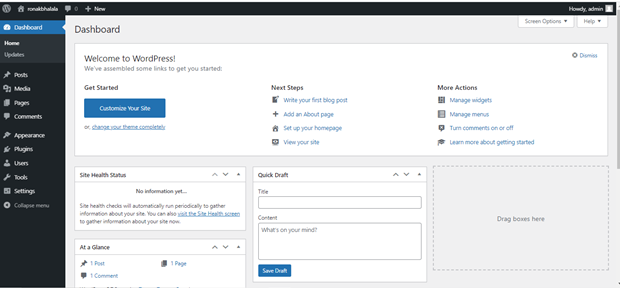 ronakbhalala 0 + New Howdy, admin
Dashboard
Home
Updates
Posts
Media
Pages
Comments
Appearance
Plugins
Users
Tools
Settings
Collapse menu
Screen Options ▼ Help ▼
Dashboard
Welcome to WordPress!
We've assembled some links to get you started:
Dismiss
Get Started
Customize Your Site
or, change your theme completely
Next Steps
Write your first blog post
Add an About page
Set up your homepage
View your site
More Actions
Manage widgets
Manage menus
Turn comments on or off
Learn more about getting started
Site Health Status
No information yet...
Site health checks will automatically run periodically to gather
information about your site. You can also visit the Site Health screen
to gather information about your site now.
At a Glance
1 Post 1 Page
1 Comment
Quick Draft
Title
Content
What's on your mind?
Save Draft
Drag boxes here